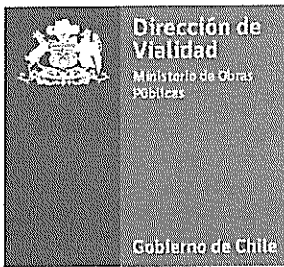 Dirección de
Vialidad
Ministerio de Obras
Públicas
Gobierno de Chile